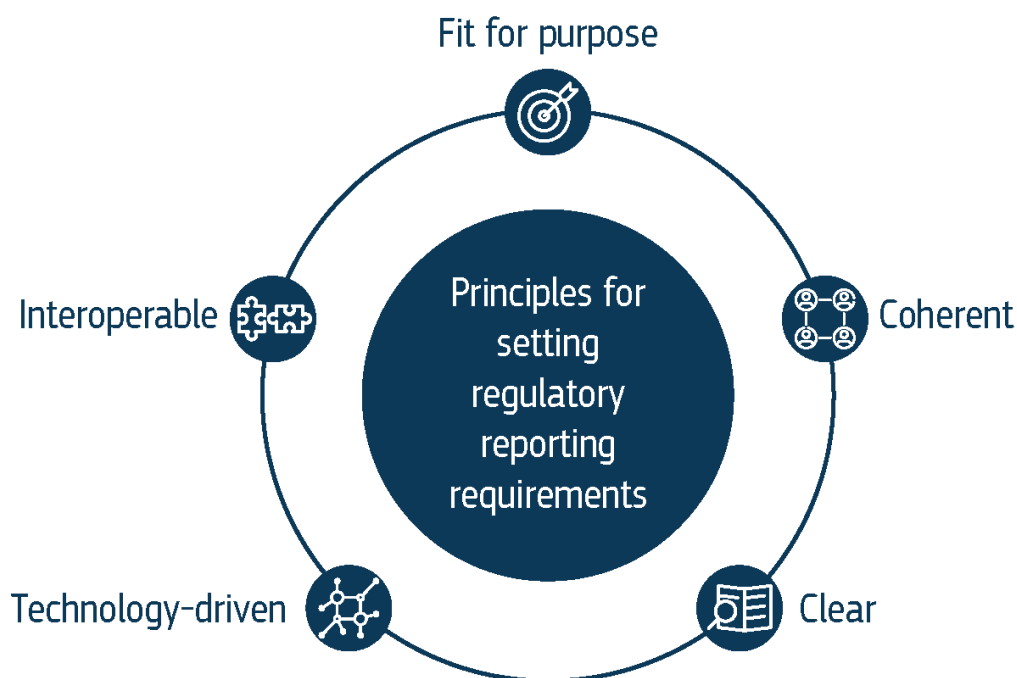 Fit for purpose
Interoperable
Principles for
setting
regulatory
reporting
requirements
Coherent
Technology-driven
Clear